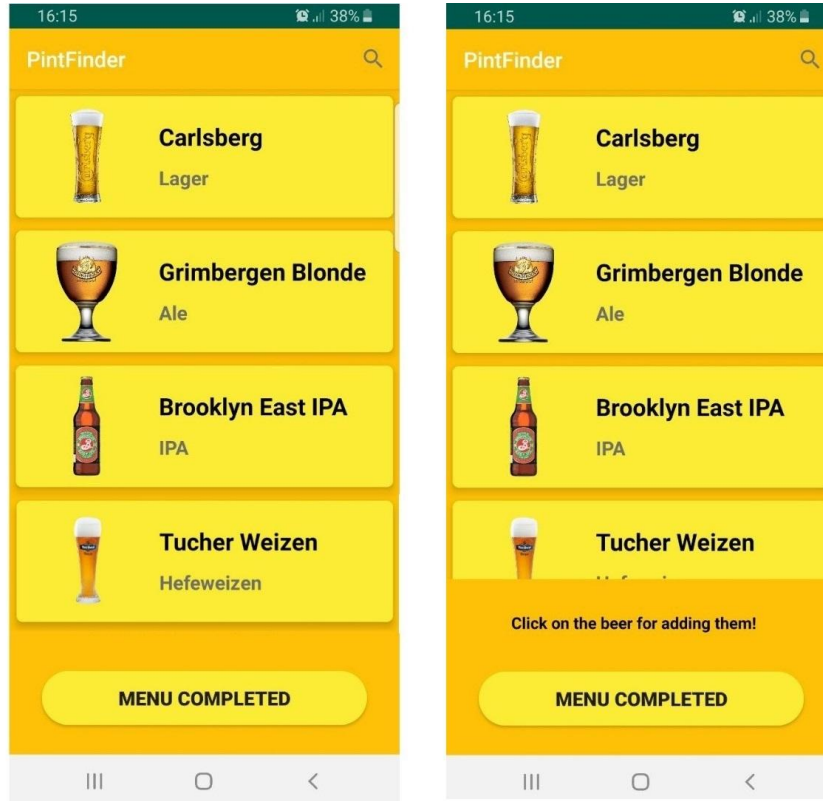 16:15 38%
PintFinder
Carlsberg
Lager
Grimbergen Blonde
Ale
Brooklyn East IPA
IPA
Tucher Weizen
Hefeweizen
MENU COMPLETED
16:15 38%
PintFinder
Carlsberg
Lager
Grimbergen Blonde
Ale
Brooklyn East IPA
IPA
Tucher Weizen
Click on the beer for adding them!
MENU COMPLETED